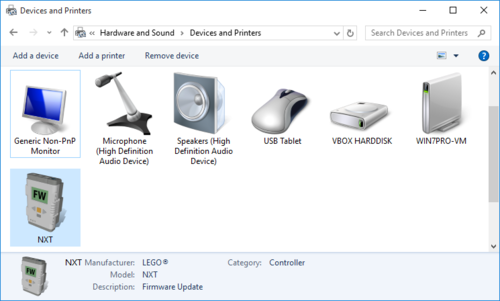 Devices and Printers
« Hardware and Sound › Devices and Printers
Search Devices and Printers
Add a device Add a printer Remove device
Generic Non-PnP
Monitor
Microphone
(High Definition
Audio Device)
Speakers (High
Definition Audio
Device)
USB Tablet
VBOX HARDDISK
WIN7PRO-VM
FW
NXT
FW
NXT Manufacturer: LEGO® Category: Controller
Model: NXT
Description: Firmware Update